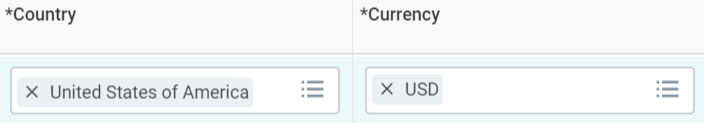 *Country *Currency
× United States of America × USD